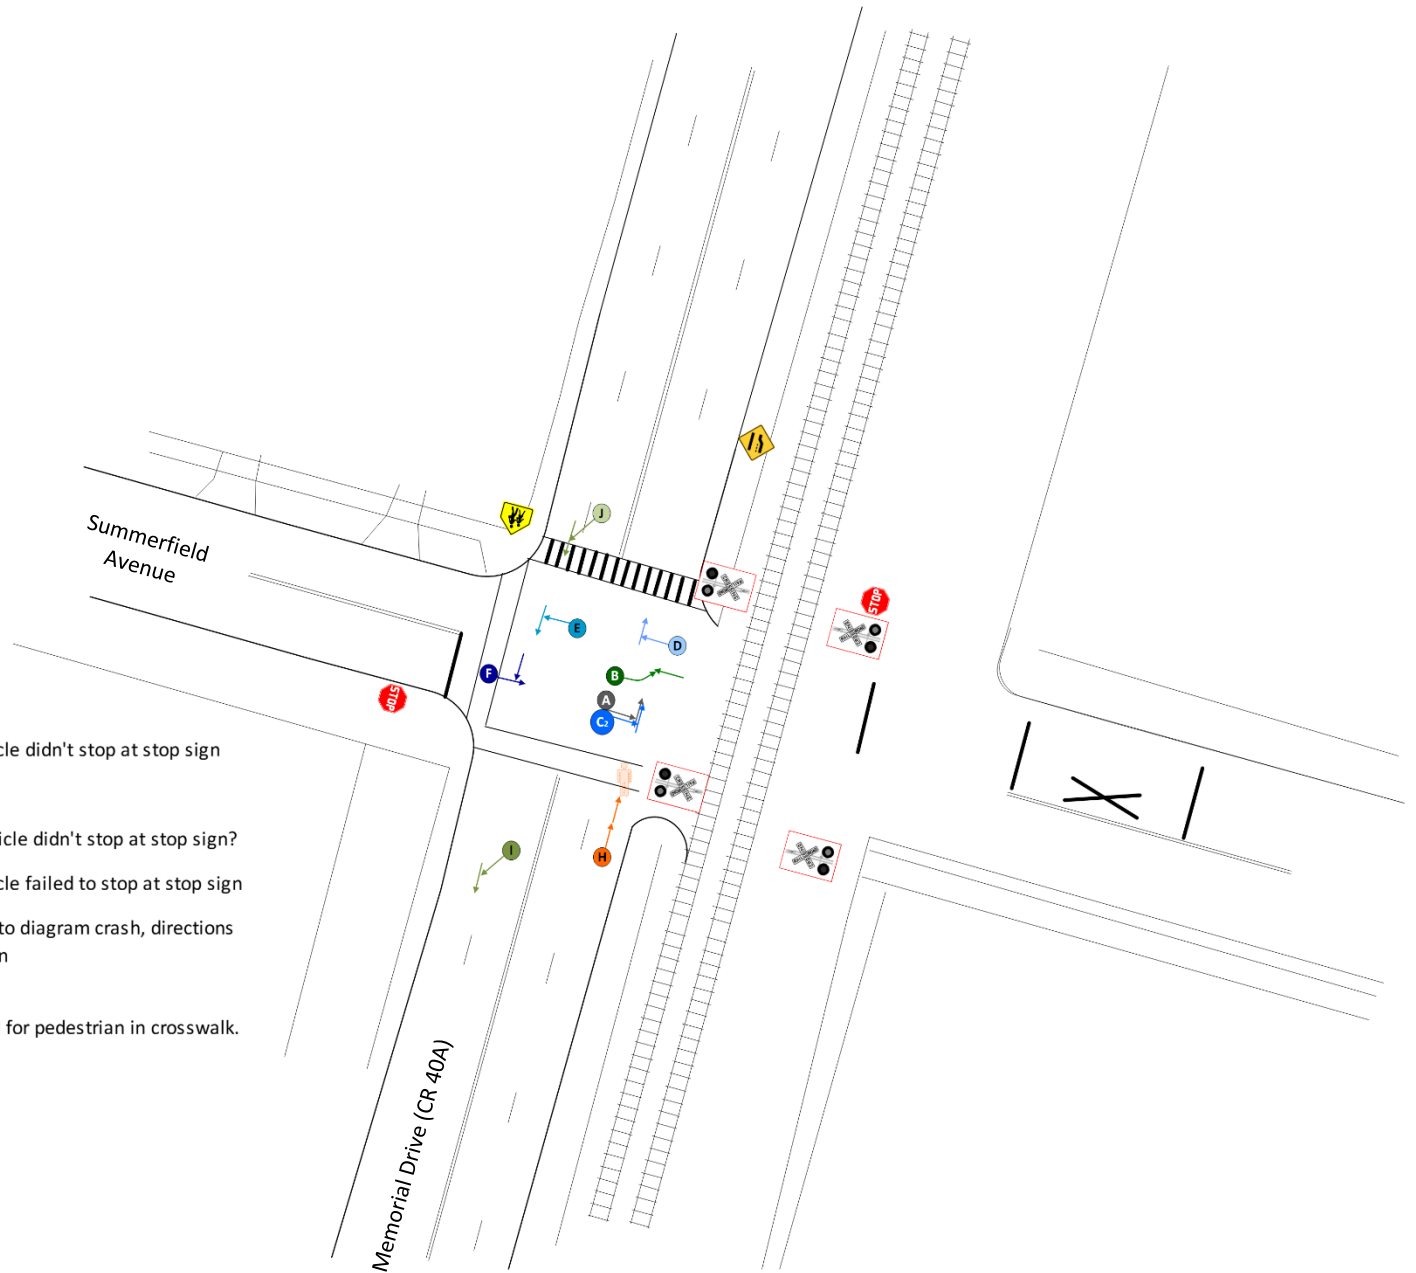 Summerfield
Avenue
J
STOP
E
D
F
B
A
C2
STOP
cle didn't stop at stop sign
icle didn't stop at stop sign?
I
H
cle failed to stop at stop sign
to diagram crash, directions
n
for pedestrian in crosswalk.
Memorial Drive (CR 40A)